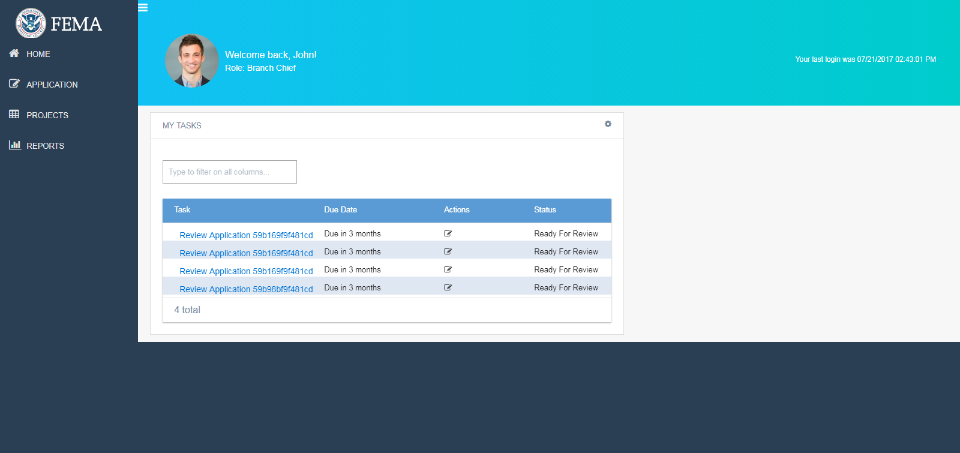 FEMA
HOME
APPLICATION
PROJECTS
REPORTS
Welcome back, John!
Role: Branch Chief
Your last login was 07/21/2017 02:43:01 PM
MY TASKS
Type to filter on all columns...
Task Due Date Actions Status
Review Application 59b169f9f481cd Due in 3 months Ready For Review
Review Application 59b169f9f481cd Due in 3 months Ready For Review
Review Application 59b169f9f481cd Due in 3 months Ready For Review
Review Application 59b96bf9f481cd Due in 3 months Ready For Review
4 total